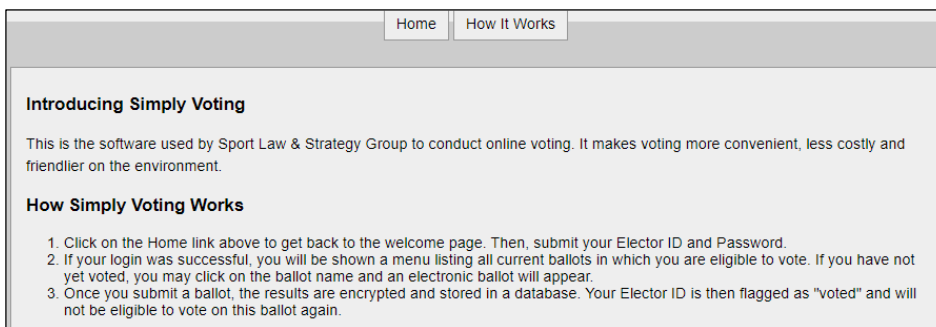 Home How It Works
Introducing Simply Voting
This is the software used by Sport Law & Strategy Group to conduct online voting. It makes voting more convenient, less costly and
friendlier on the environment.
How Simply Voting Works
1. Click on the Home link above to get back to the welcome page. Then, submit your Elector ID and Password.
2. If your login was successful, you will be shown a menu listing all current ballots in which you are eligible to vote. If you have not
yet voted, you may click on the ballot name and an electronic ballot will appear.
3. Once you submit a ballot, the results are encrypted and stored in a database. Your Elector ID is then flagged as "voted" and will
not be eligible to vote on this ballot again.